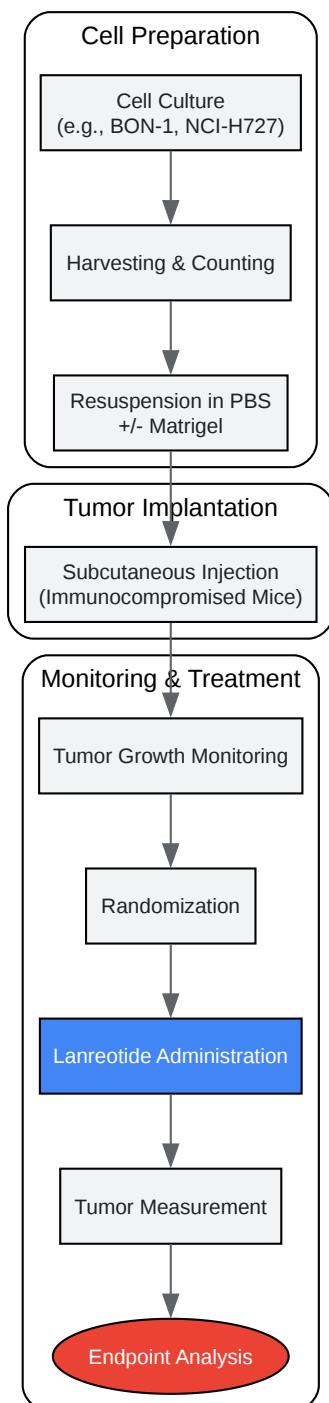 Cell Preparation
Cell Culture
(e.g., BON-1, NCI-H727)
Harvesting & Counting
Resuspension in PBS
+/- Matrigel
Tumor Implantation
Subcutaneous Injection
(Immunocompromised Mice)
Monitoring & Treatment
Tumor Growth Monitoring
Randomization
Lanreotide Administration
Tumor Measurement
Endpoint Analysis